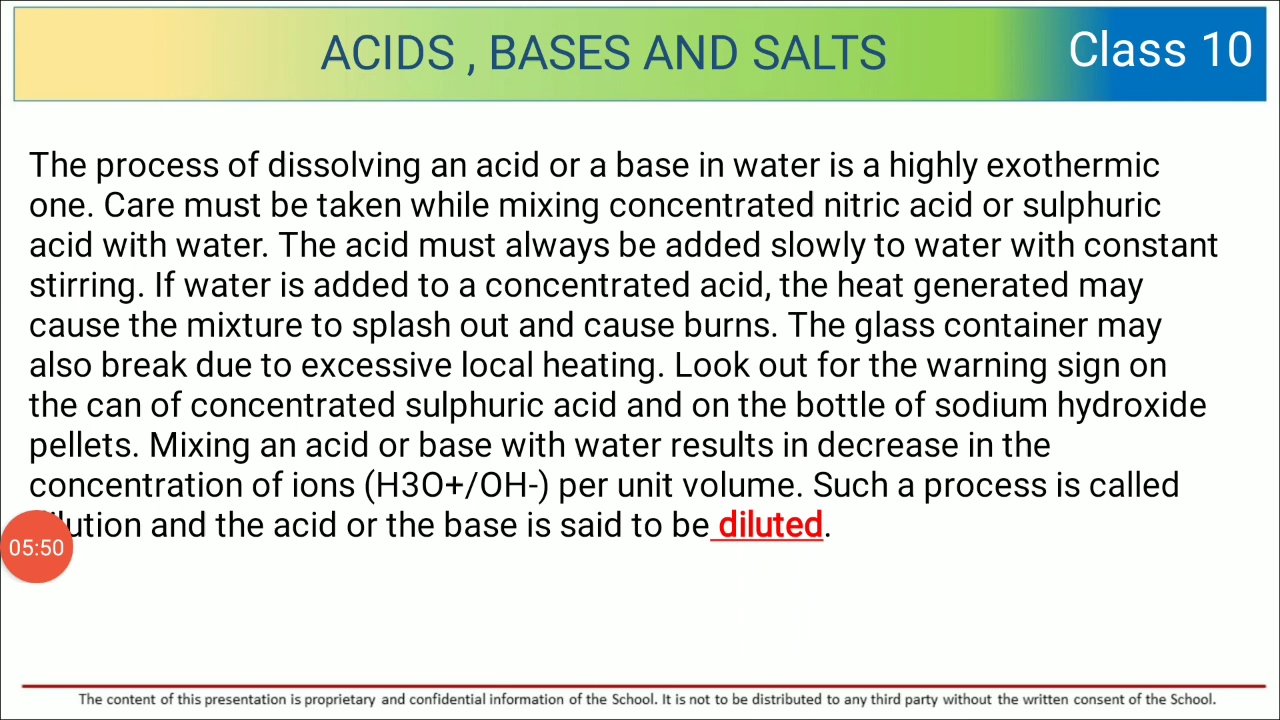 ACIDS , BASES AND SALTS
Class 10
The process of dissolving an acid or a base in water is a highly exothermic
one. Care must be taken while mixing concentrated nitric acid or sulphuric
acid with water. The acid must always be added slowly to water with constant
stirring. If water is added to a concentrated acid, the heat generated may
cause the mixture to splash out and cause burns. The glass container may
also break due to excessive local heating. Look out for the warning sign on
the can of concentrated sulphuric acid and on the bottle of sodium hydroxide
pellets. Mixing an acid or base with water results in decrease in the
concentration of ions (H3O+/OH-) per unit volume. Such a process is called
dilution and the acid or the base is said to be diluted.
05:50
The content of this presentation is proprietary and confidential information of the School. It is not to be distributed to any third party without the written consent of the School.